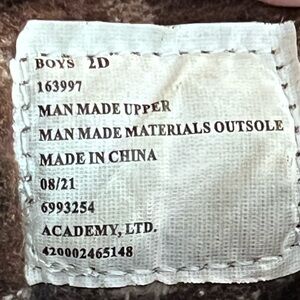 BOYS 2D
163997
MAN MADE UPPER
MAN MADE MATERIALS OUTSOLE
MADE IN CHINA
08/21
6993254
ACADEMY, LTD.
420002465148